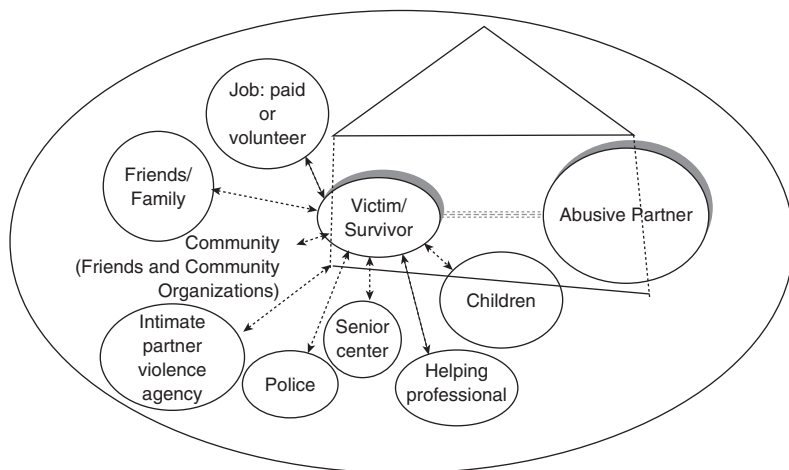 Job: paid
or
volunteer
Friends/
Family
Victim/
Survivor
Abusive Partner
Community
(Friends and Community
Organizations)
Children
Intimate
partner
violence
agency
Police
Senior
center
Helping
professional